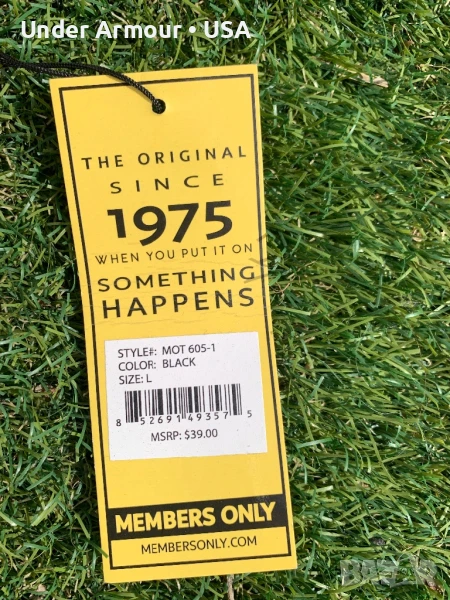 Under Armour • USA
THE ORIGINAL
SINCE
1975
WHEN YOU PUT IT ON
SOMETHING
HAPPENS
STYLE#: MOT 605-1
COLOR: BLACK
SIZE: L
8 52691 49357 5
MSRP: $39.00
MEMBERS ONLY
MEMBERSONLY.COM